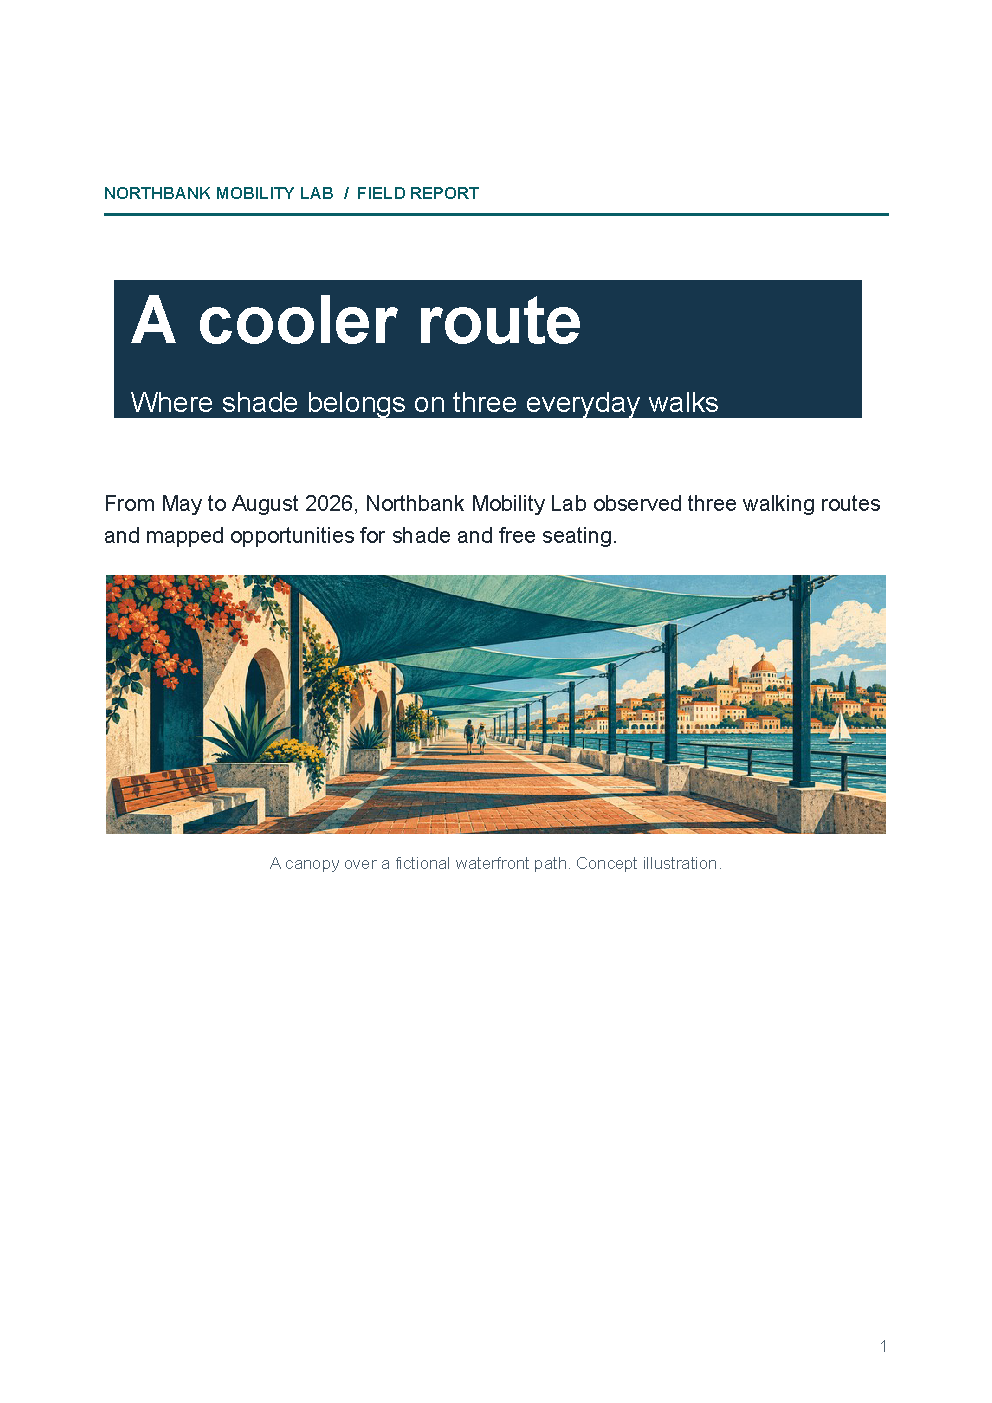 NORTHBANK MOBILITY LAB / FIELD REPORT
A cooler route
Where shade belongs on three everyday walks
From May to August 2026, Northbank Mobility Lab observed three walking routes
and mapped opportunities for shade and free seating.
A canopy over a fictional waterfront path. Concept illustration.
1